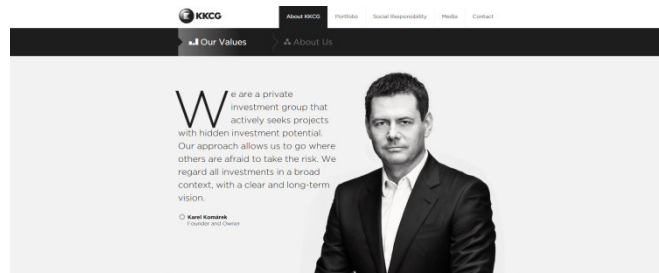 KKCG
About KKCG Portfolio Social Responsibility Media Contact
Our Values About Us
We are a private
investment group that
actively seeks projects
with hidden investment potential.
Our approach allows us to go where
others are afraid to take the risk. We
regard all investments in a broad
context, with a clear and long-term
vision.
Karel Komárek
Founder and Owner